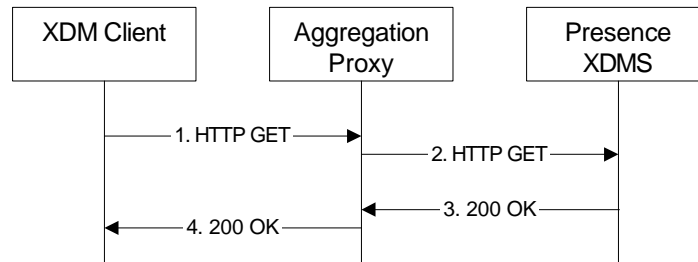 XDM Client
Aggregation
Proxy
Presence
XDMS
1. HTTP GET
2. HTTP GET
3. 200 OK
4. 200 OK